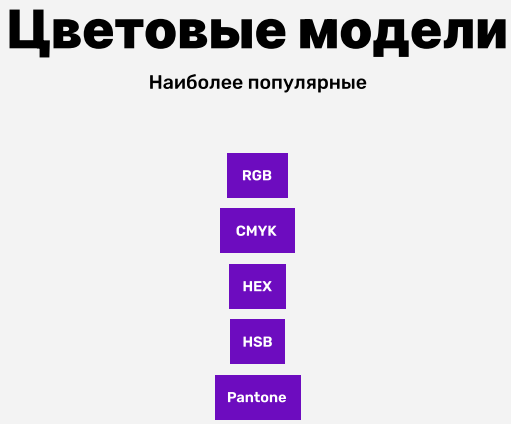 Цветовые модели
Наиболее популярные
RGB
CMYK
HEX
HSB
Pantone